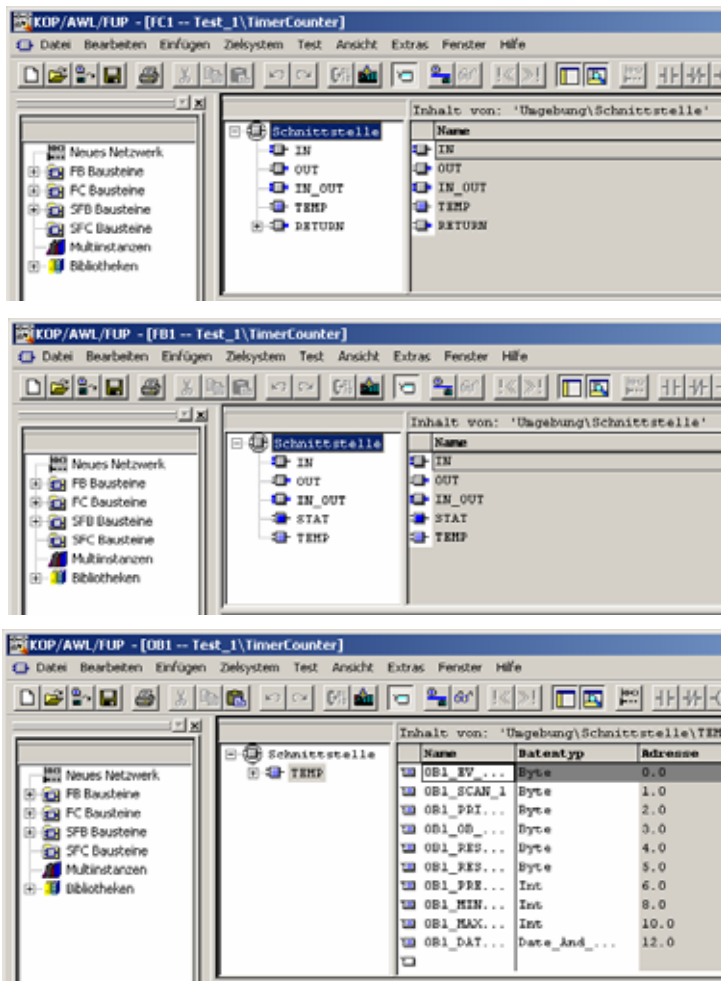 KOP/AWL/FUP - [FC1 -- Test_1\TimerCounter]
Datei Bearbeiten Einfügen Zielsystem Test Ansicht Extras Fenster Hilfe
Neues Netzwerk
FB Bausteine
FC Bausteine
SFB Bausteine
SFC Bausteine
Multiinstanzen
Bibliotheken
Schnittstelle
IN
OUT
IN_OUT
TEMP
RETURN
Inhalt von: 'Umgebung\Schnittstelle'
Name
IN
OUT
IN_OUT
TEMP
RETURN
KOP/AWL/FUP - [FB1 -- Test_1\TimerCounter]
Datei Bearbeiten Einfügen Zielsystem Test Ansicht Extras Fenster Hilfe
Neues Netzwerk
FB Bausteine
FC Bausteine
SFB Bausteine
SFC Bausteine
Multiinstanzen
Bibliotheken
Schnittstelle
IN
OUT
IN_OUT
STAT
TEMP
Inhalt von: 'Umgebung\Schnittstelle'
Name
IN
OUT
IN_OUT
STAT
TEMP
KOP/AWL/FUP - [OB1 -- Test_1\TimerCounter]
Datei Bearbeiten Einfügen Zielsystem Test Ansicht Extras Fenster Hilfe
Neues Netzwerk
FB Bausteine
FC Bausteine
SFB Bausteine
SFC Bausteine
Multiinstanzen
Bibliotheken
Schnittstelle
TEMP
Inhalt von: 'Umgebung\Schnittstelle\TEM
Name Datentyp Adresse
OB1_EV_... Byte 0.0
OB1_SCAN_1 Byte 1.0
OB1_PRI... Byte 2.0
OB1_OB_... Byte 3.0
OB1_RES... Byte 4.0
OB1_RES... Byte 5.0
OB1_PRE... Int 6.0
OB1_MIN... Int 8.0
OB1_MAX... Int 10.0
OB1_DAT... Date_And_... 12.0